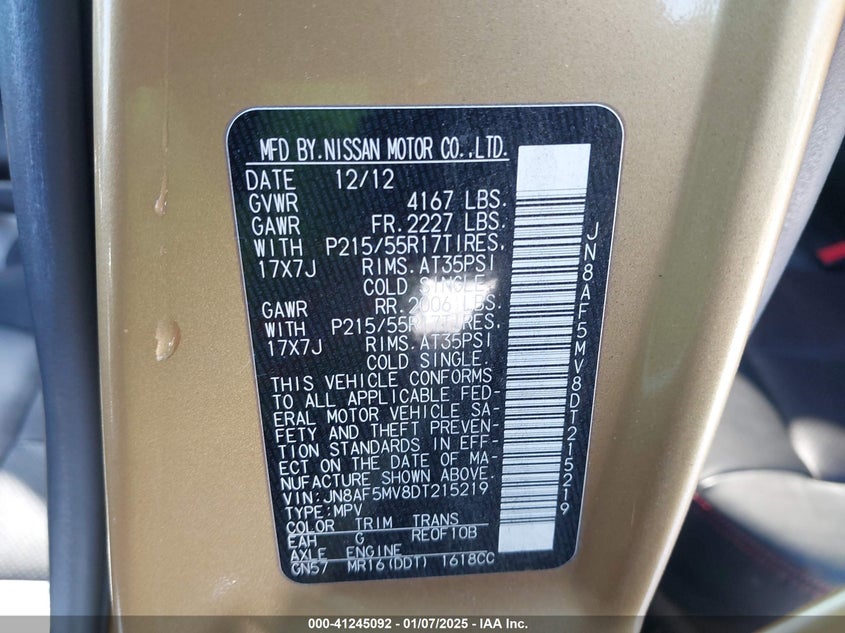 MFD BY.NISSAN MOTOR CO.,LTD.
DATE 12/12
GVWR 4167 LBS.
GAWR FR.2227 LBS.
WITH P215/55R17TIRES,
17X7J RIMS.AT35PSI
COLD SINGLE.
GAWR RR.2006 LBS.
WITH P215/55R17TIRES,
17X7J RIMS.AT35PSI
COLD SINGLE.
THIS VEHICLE CONFORMS
TO ALL APPLICABLE FED-
ERAL MOTOR VEHICLE SA-
FETY AND THEFT PREVEN-
TION STANDARDS IN EFF-
ECT ON THE DATE OF MA-
NUFACTURE SHOWN ABOVE.
VIN:JN8AF5MV8DT215219
TYPE:MPV
COLOR TRIM TRANS
EAH G RE0F10B
AXLE ENGINE
GN57 MR16(DDT) 1618CC
JN8AF5MV8DT215219
000-41245092 - 01/07/2025 - IAA Inc.